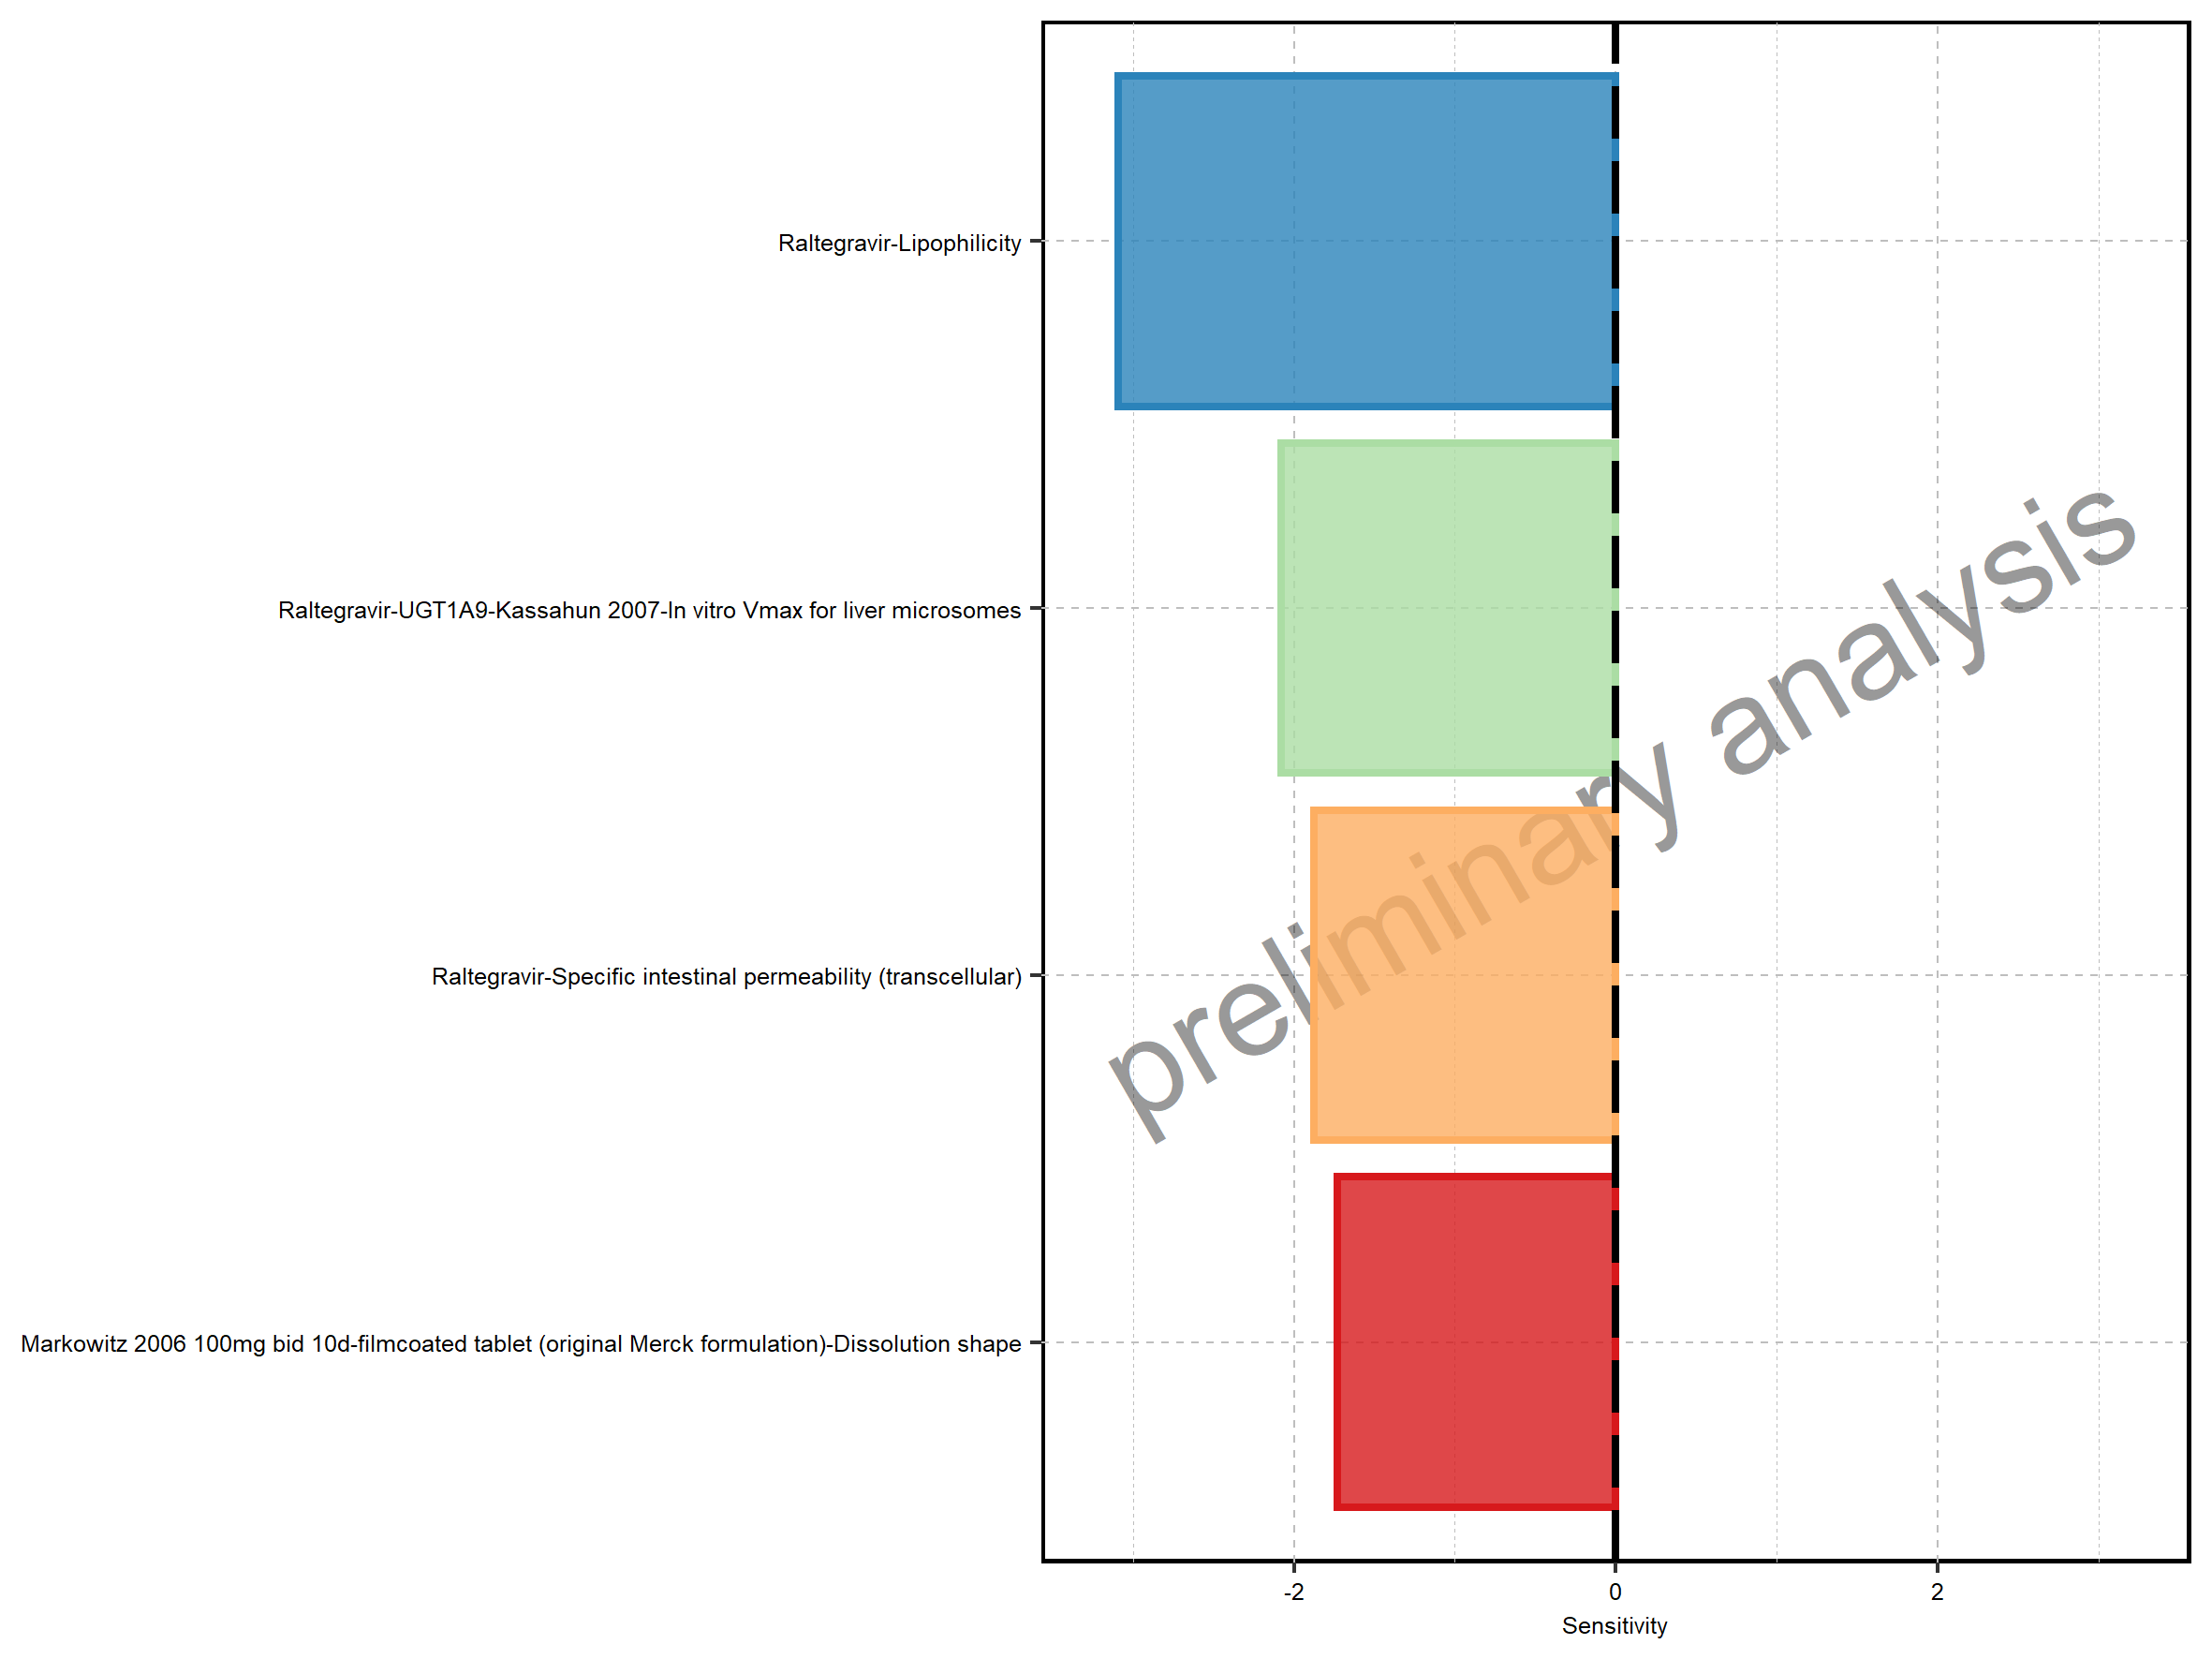 Raltegravir-Lipophilicity
Raltegravir-UGT1A9-Kassahun 2007-In vitro Vmax for liver microsomes
Raltegravir-Specific intestinal permeability (transcellular)
Markowitz 2006 100mg bid 10d-filmcoated tablet (original Merck formulation)-Dissolution shape
preliminary analysis
-2 0 2
Sensitivity